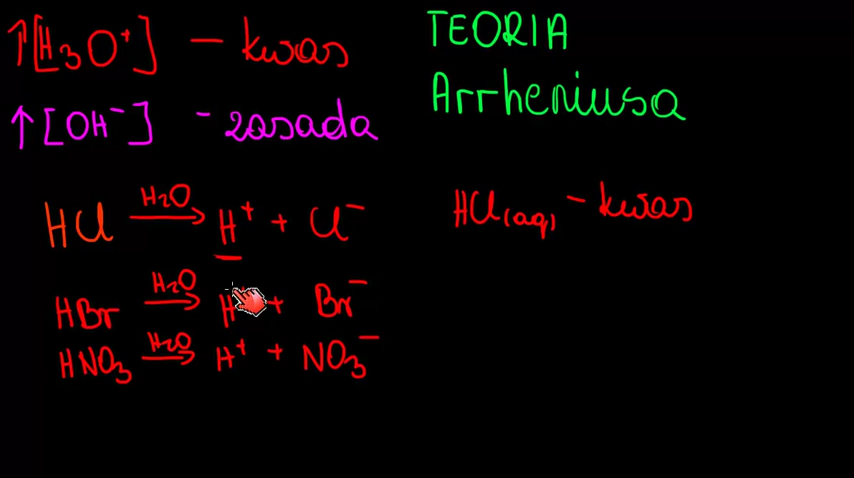 ↑[H₃O⁺] – kwas
↑[OH⁻] – zasada
TEORIA
Arrheniusa
HCl H₂O→ H⁺ + Cl⁻
HBr H₂O→ H⁺ + Br⁻
HNO₃ H₂O→ H⁺ + NO₃⁻
HCl(aq) – kwas